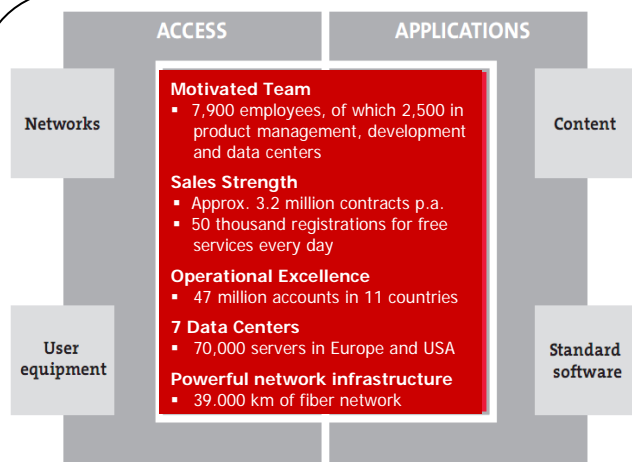 ACCESS
APPLICATIONS
Networks
Content
User
equipment
Standard
software
Motivated Team
▪ 7,900 employees, of which 2,500 in
product management, development
and data centers
Sales Strength
▪ Approx. 3.2 million contracts p.a.
▪ 50 thousand registrations for free
services every day
Operational Excellence
▪ 47 million accounts in 11 countries
7 Data Centers
▪ 70,000 servers in Europe and USA
Powerful network infrastructure
▪ 39.000 km of fiber network